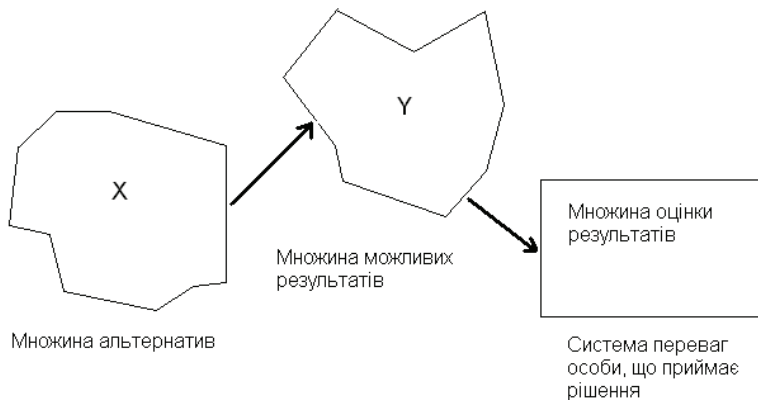 Y
X
Множина оцінки
результатів
Множина можливих
результатів
Множина альтернатив
Система переваг
особи, що приймає
рішення